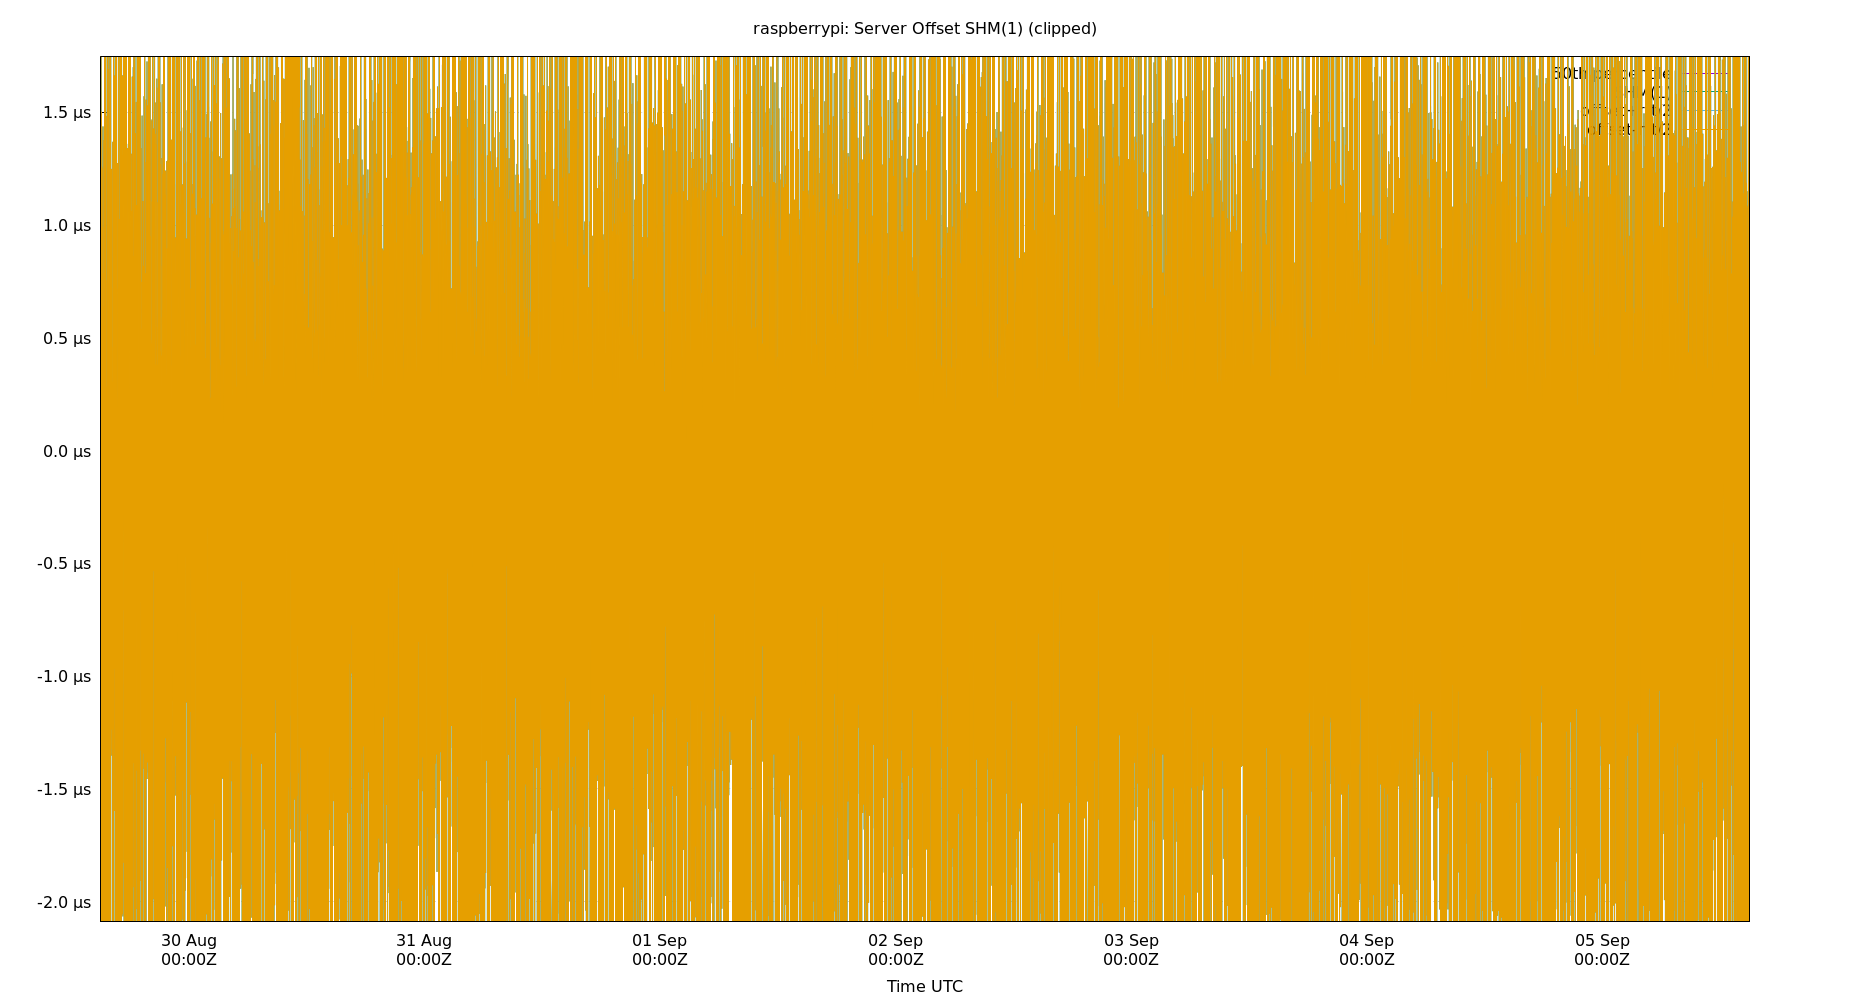 raspberrypi: Server Offset SHM(1) (clipped)
1.5 µs
1.0 µs
0.5 µs
0.0 µs
-0.5 µs
-1.0 µs
-1.5 µs
-2.0 µs
30 Aug 31 Aug 01 Sep 02 Sep 03 Sep 04 Sep 05 Sep
00:00Z 00:00Z 00:00Z 00:00Z 00:00Z 00:00Z 00:00Z
Time UTC